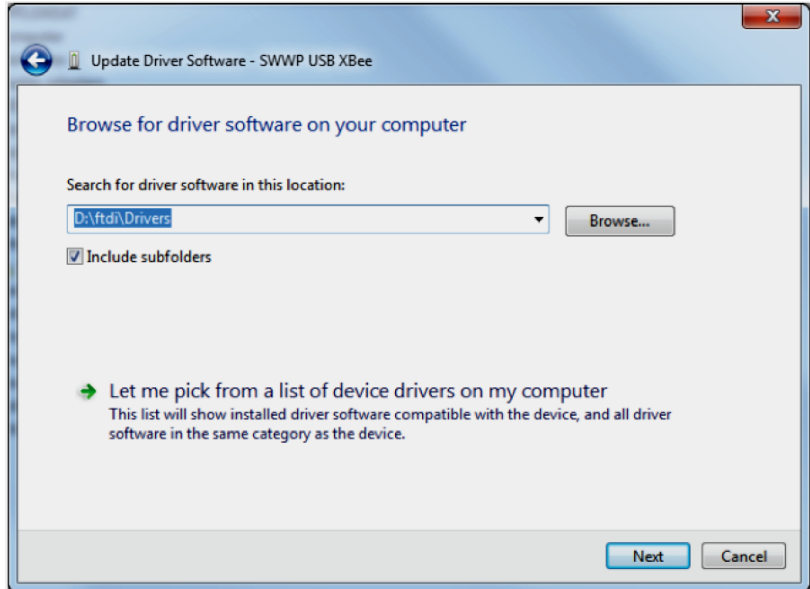 Update Driver Software - SWWP USB XBee
Browse for driver software on your computer
Search for driver software in this location:
D:\ftdi\Drivers
Browse...
Include subfolders
Let me pick from a list of device drivers on my computer
This list will show installed driver software compatible with the device, and all driver
software in the same category as the device.
Next
Cancel